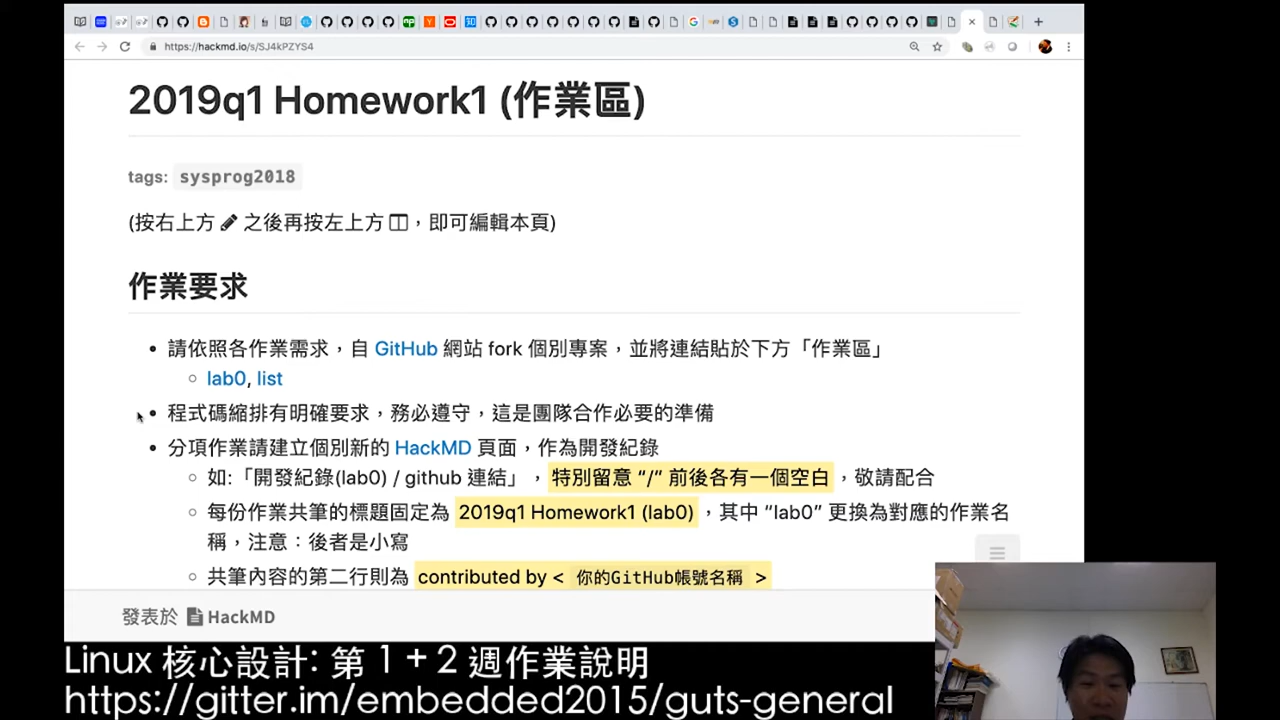 https://hackmd.io/s/SJ4kPZYS4
2019q1 Homework1 (作業區)
tags: sysprog2018
(按右上方 之後再按左上方 ，即可編輯本頁)
作業要求
請依照各作業需求，自 GitHub 網站 fork 個別專案，並將連結貼於下方「作業區」
lab0, list
程式碼縮排有明確要求，務必遵守，這是團隊合作必要的準備
分項作業請建立個別新的 HackMD 頁面，作為開發紀錄
如:「開發紀錄(lab0) / github 連結」，特別留意 “/” 前後各有一個空白，敬請配合
每份作業共筆的標題固定為 2019q1 Homework1 (lab0)，其中 “lab0” 更換為對應的作業名
稱，注意：後者是小寫
共筆內容的第二行則為 contributed by < 你的GitHub帳號名稱 >
發表於 HackMD
Linux 核心設計: 第 1 + 2 週作業說明
https://gitter.im/embedded2015/guts-general